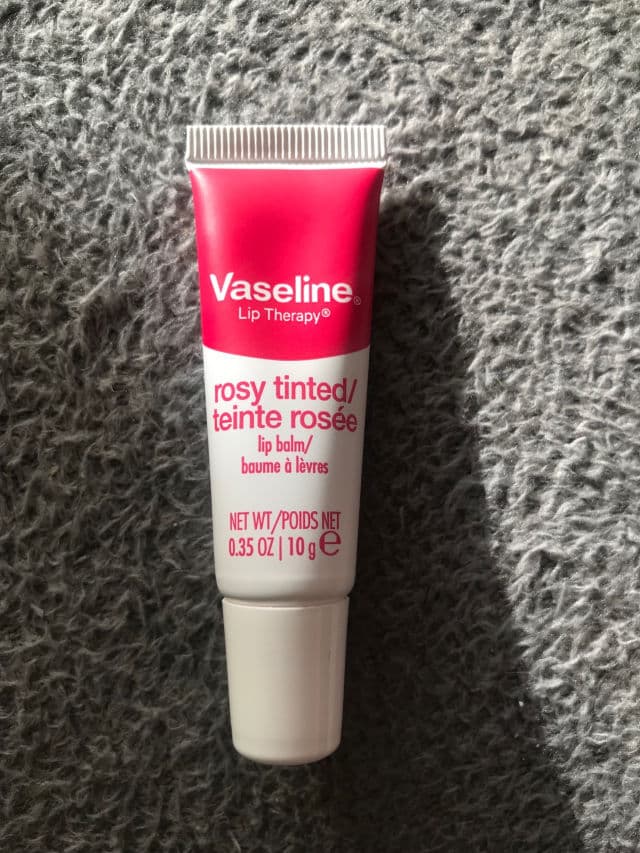 Vaseline®
Lip Therapy®
rosy tinted/
teinte rosée
lip balm/
baume à lèvres
NET WT/POIDS NET
0.35 OZ | 10 g ℮